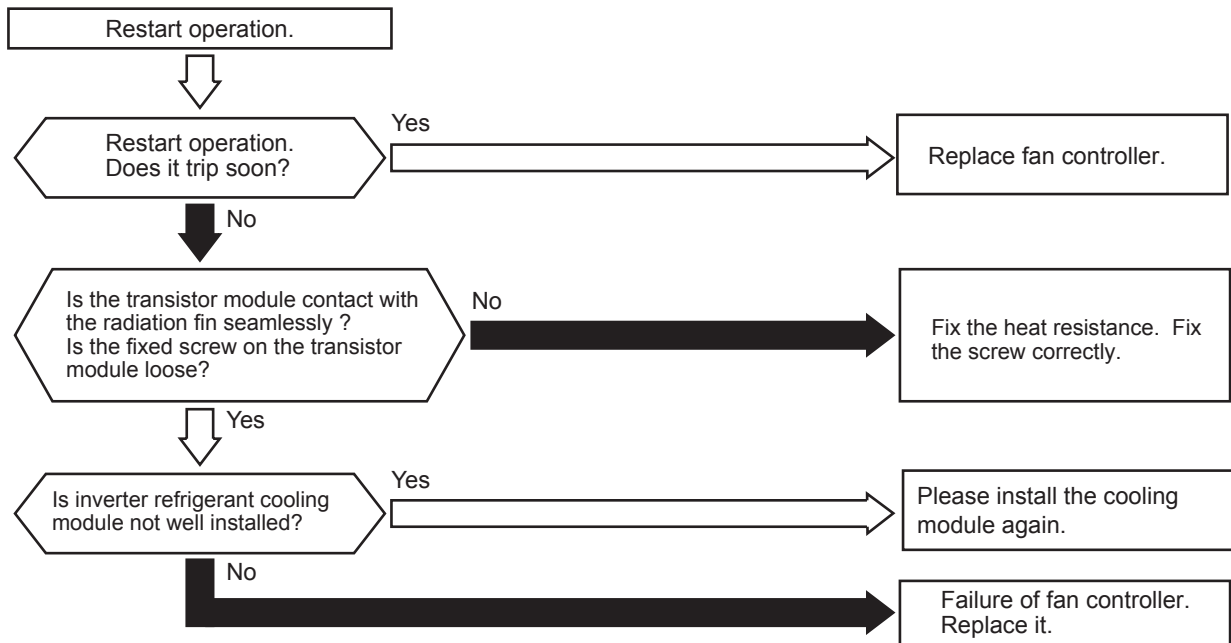 Restart operation.
Restart operation.
Does it trip soon?
Yes
Replace fan controller.
No
Is the transistor module contact with
the radiation fin seamlessly ?
Is the fixed screw on the transistor
module loose?
No
Fix the heat resistance. Fix
the screw correctly.
Yes
Is inverter refrigerant cooling
module not well installed?
Yes
Please install the cooling
module again.
No
Failure of fan controller.
Replace it.